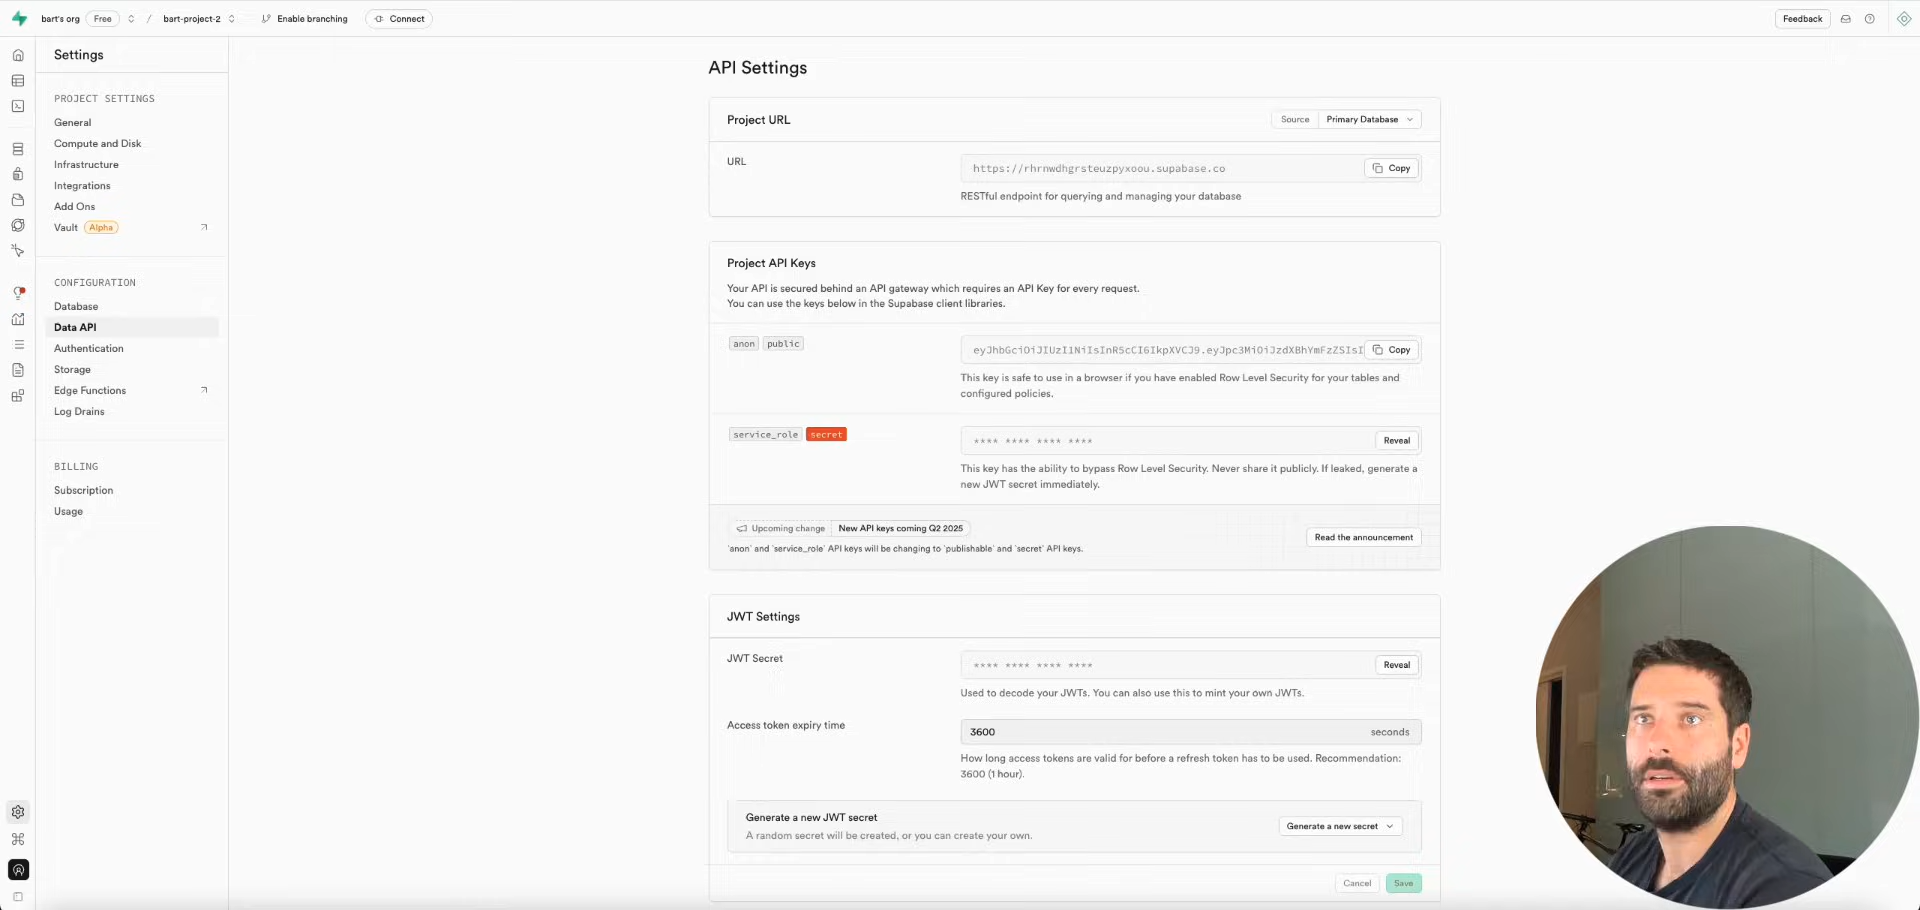 bart's org Free / bart-project-2 Enable branching Connect Feedback
Settings
PROJECT SETTINGS
General
Compute and Disk
Infrastructure
Integrations
Add Ons
Vault Alpha
CONFIGURATION
Database
Data API
Authentication
Storage
Edge Functions
Log Drains
BILLING
Subscription
Usage
API Settings
Project URL Source Primary Database
URL https://rhrnwdhgrsteuzpyxoou.supabase.co Copy
RESTful endpoint for querying and managing your database
Project API Keys
Your API is secured behind an API gateway which requires an API Key for every request.
You can use the keys below in the Supabase client libraries.
anon public eyJhbGciOiJIUzI1NiIsInR5cCI6IkpXVCJ9.eyJpc3MiOiJzdXBhYmFzZSIsI Copy
This key is safe to use in a browser if you have enabled Row Level Security for your tables and
configured policies.
service_role secret **** **** **** **** Reveal
This key has the ability to bypass Row Level Security. Never share it publicly. If leaked, generate a
new JWT secret immediately.
Upcoming change New API keys coming Q2 2025
`anon` and `service_role` API keys will be changing to `publishable` and `secret` API keys.
Read the announcement
JWT Settings
JWT Secret **** **** **** **** Reveal
Used to decode your JWTs. You can also use this to mint your own JWTs.
Access token expiry time 3600 seconds
How long access tokens are valid for before a refresh token has to be used. Recommendation:
3600 (1 hour).
Generate a new JWT secret
A random secret will be created, or you can create your own.
Generate a new secret
Cancel Save